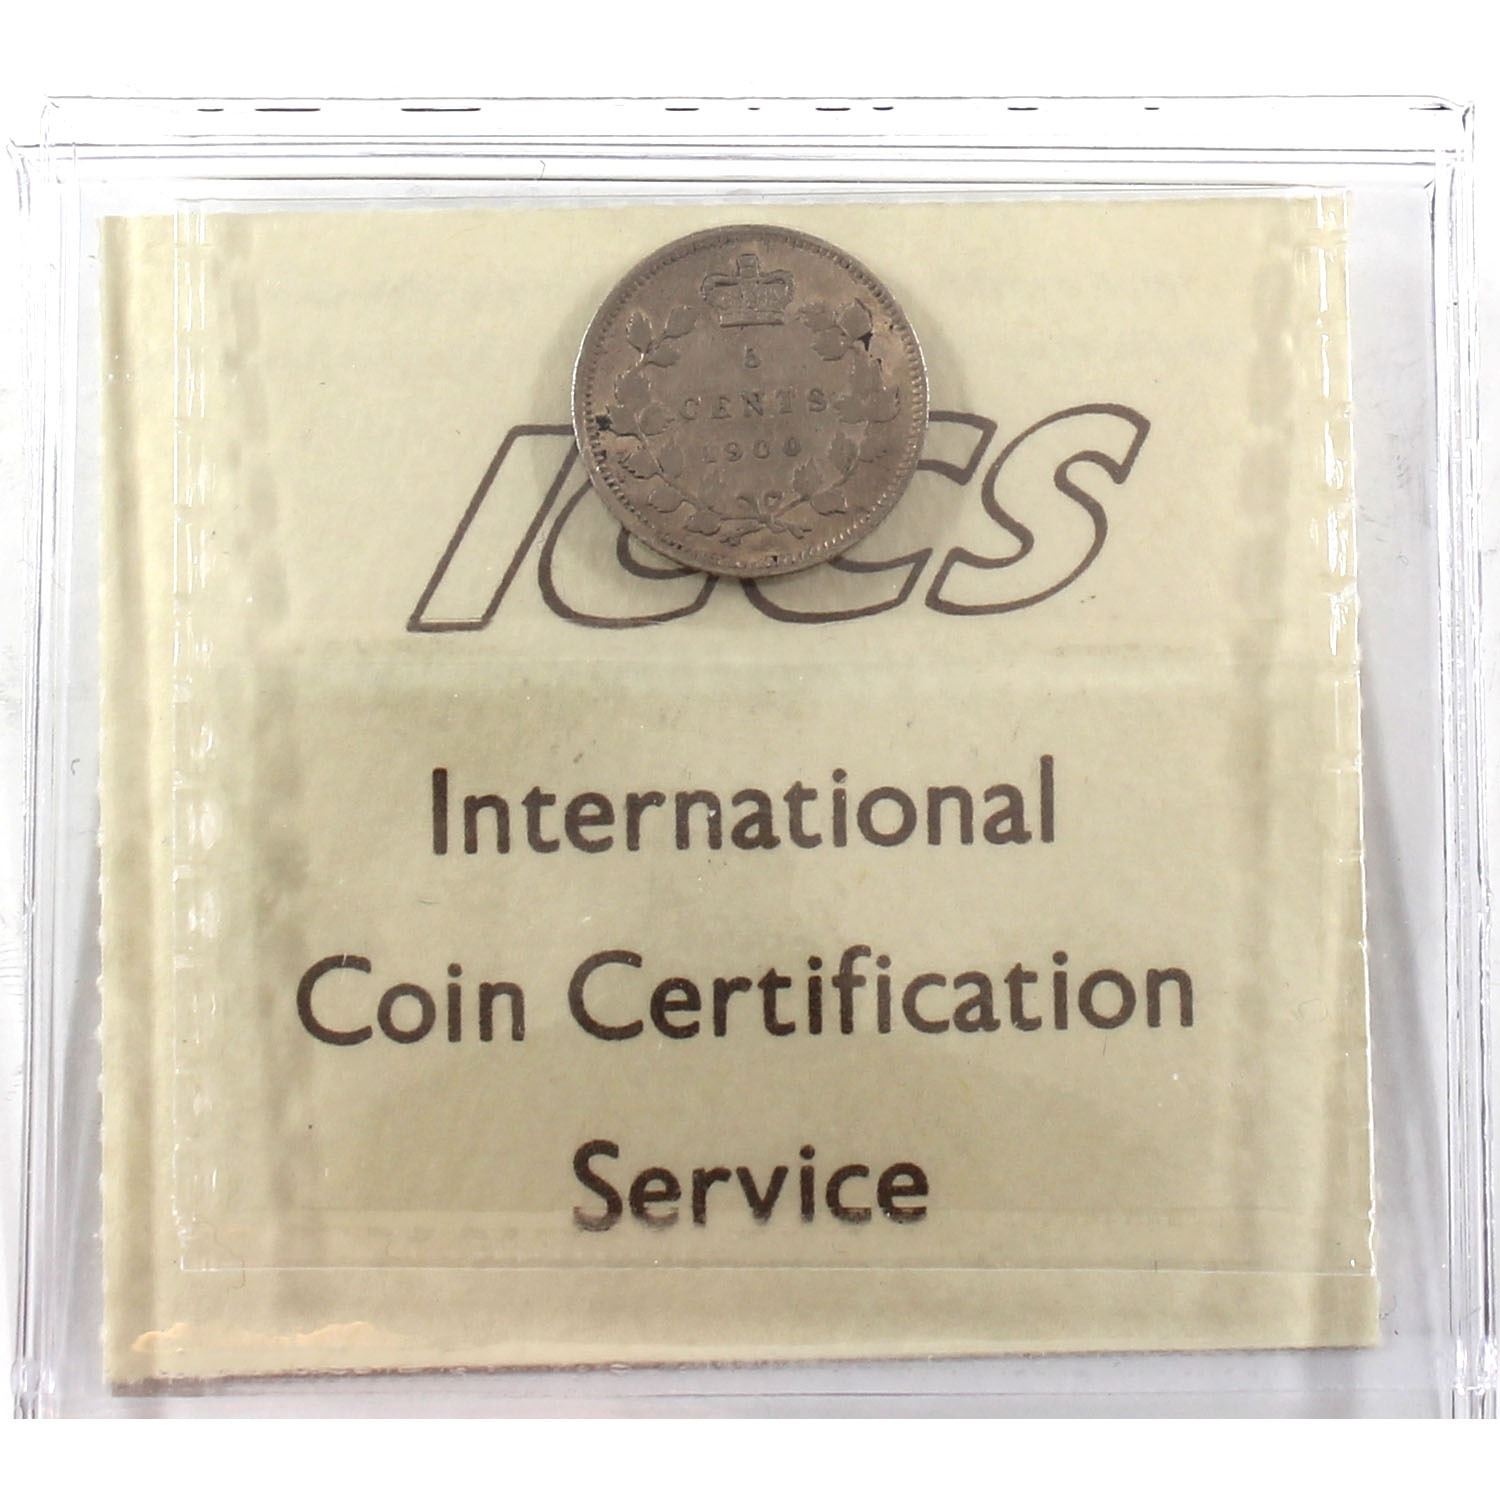 5
CENTS
1900
ICCS
International
Coin Certification
Service